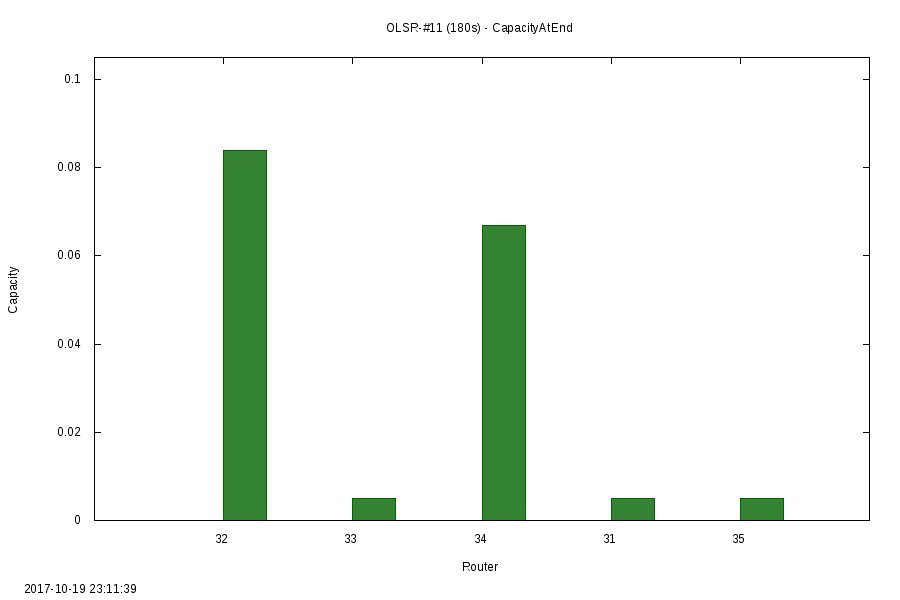 OLSR-#11 (180s) - CapacityAtEnd
0.1
0.08
0.06
0.04
0.02
0
Capacity
32 33 34 31 35
Router
2017-10-19 23:11:39